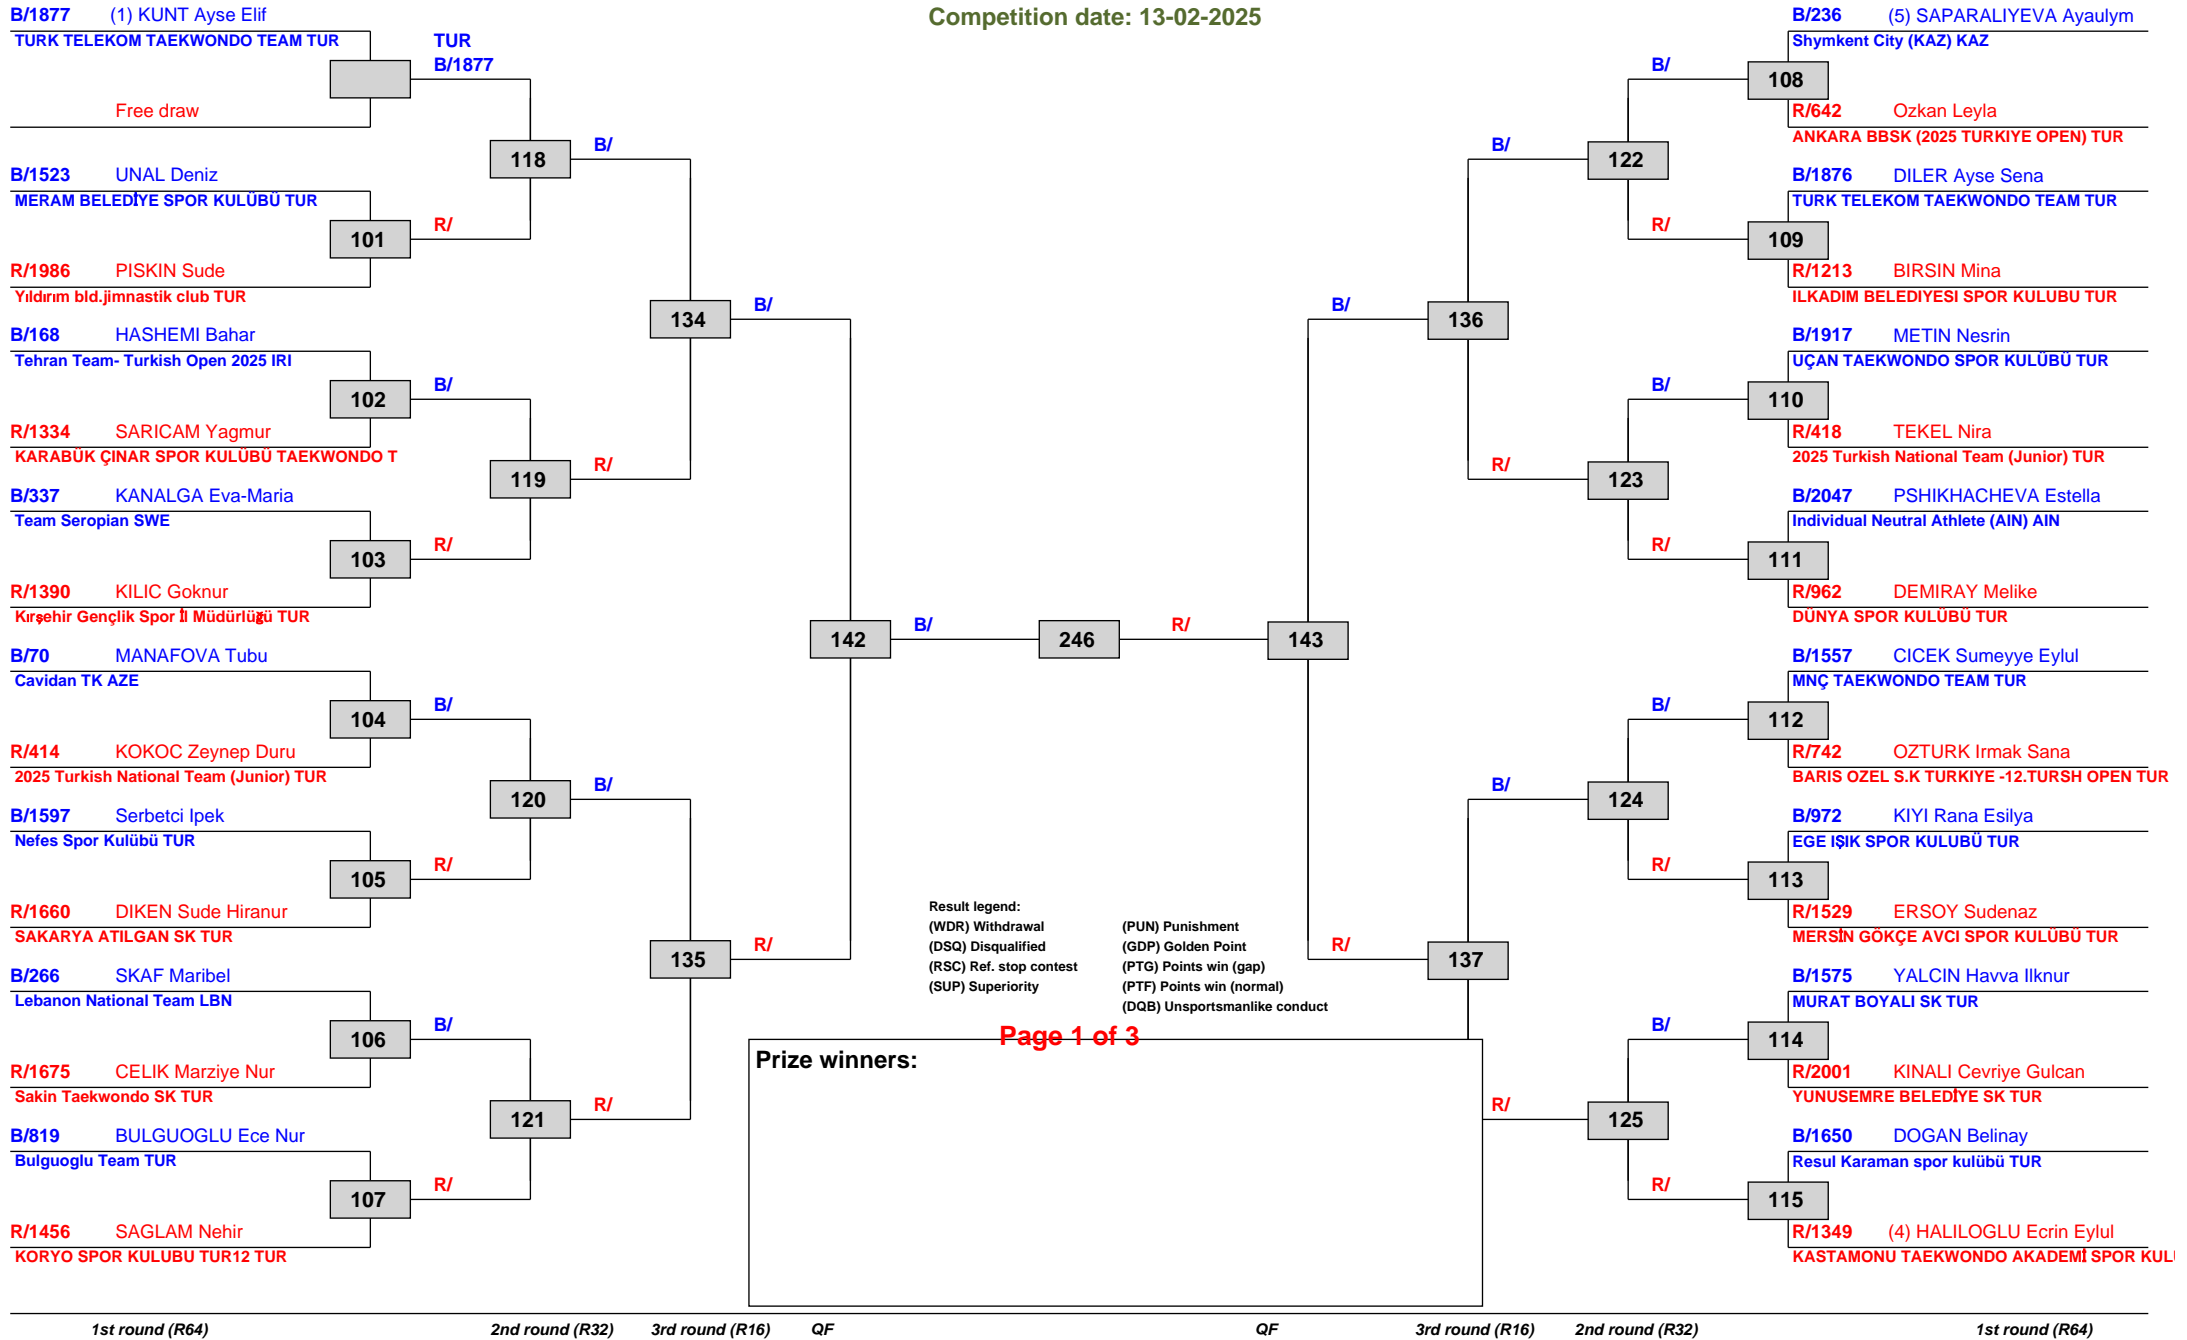 Competition date: 13-02-2025
B/1877 (1) KUNT Ayse Elif
TURK TELEKOM TAEKWONDO TEAM TUR
TUR
B/1877
Free draw
118
B/
B/1523 UNAL Deniz
MERAM BELEDİYE SPOR KULÜBÜ TUR
101
R/
R/1986 PISKIN Sude
Yıldırım bld.jimnastik club TUR
134
B/
B/168 HASHEMI Bahar
Tehran Team- Turkish Open 2025 IRI
102
B/
R/1334 SARICAM Yagmur
KARABÜK ÇINAR SPOR KULÜBÜ TAEKWONDO T
119
R/
B/337 KANALGA Eva-Maria
Team Seropian SWE
103
R/
R/1390 KILIC Goknur
Kırşehir Gençlik Spor İl Müdürlüğü TUR
142
B/
246
R/
143
B/70 MANAFOVA Tubu
Cavidan TK AZE
104
B/
R/414 KOKOC Zeynep Duru
2025 Turkish National Team (Junior) TUR
120
B/
B/1597 Serbetci Ipek
Nefes Spor Kulübü TUR
105
R/
R/1660 DIKEN Sude Hiranur
SAKARYA ATILGAN SK TUR
135
R/
B/266 SKAF Maribel
Lebanon National Team LBN
106
B/
R/1675 CELIK Marziye Nur
Sakin Taekwondo SK TUR
121
R/
B/819 BULGUOGLU Ece Nur
Bulguoglu Team TUR
107
R/
R/1456 SAGLAM Nehir
KORYO SPOR KULUBU TUR12 TUR
Result legend:
(WDR) Withdrawal (PUN) Punishment
(DSQ) Disqualified (GDP) Golden Point
(RSC) Ref. stop contest (PTG) Points win (gap)
(SUP) Superiority (PTF) Points win (normal)
(DQB) Unsportsmanlike conduct
Page 1 of 3
Prize winners:
B/236 (5) SAPARALIYEVA Ayaulym
Shymkent City (KAZ) KAZ
B/
108
R/642 Ozkan Leyla
ANKARA BBSK (2025 TURKIYE OPEN) TUR
B/
122
B/1876 DILER Ayse Sena
TURK TELEKOM TAEKWONDO TEAM TUR
R/
109
R/1213 BIRSIN Mina
ILKADIM BELEDIYESI SPOR KULUBU TUR
B/
136
B/1917 METIN Nesrin
UÇAN TAEKWONDO SPOR KULÜBÜ TUR
B/
110
R/418 TEKEL Nira
2025 Turkish National Team (Junior) TUR
R/
123
B/2047 PSHIKHACHEVA Estella
Individual Neutral Athlete (AIN) AIN
R/
111
R/962 DEMIRAY Melike
DÜNYA SPOR KULÜBÜ TUR
B/1557 CICEK Sumeyye Eylul
MNÇ TAEKWONDO TEAM TUR
B/
112
R/742 OZTURK Irmak Sana
BARIS OZEL S.K TURKIYE -12.TURSH OPEN TUR
B/
124
B/972 KIYI Rana Esilya
EGE IŞIK SPOR KULUBÜ TUR
R/
113
R/1529 ERSOY Sudenaz
MERSİN GÖKÇE AVCI SPOR KULÜBÜ TUR
R/
137
B/1575 YALCIN Havva Ilknur
MURAT BOYALI SK TUR
B/
114
R/2001 KINALI Cevriye Gulcan
YUNUSEMRE BELEDİYE SK TUR
R/
125
B/1650 DOGAN Belinay
Resul Karaman spor kulübü TUR
R/
115
R/1349 (4) HALILOGLU Ecrin Eylul
KASTAMONU TAEKWONDO AKADEMİ SPOR KUL
1st round (R64) 2nd round (R32) 3rd round (R16) QF QF 3rd round (R16) 2nd round (R32) 1st round (R64)